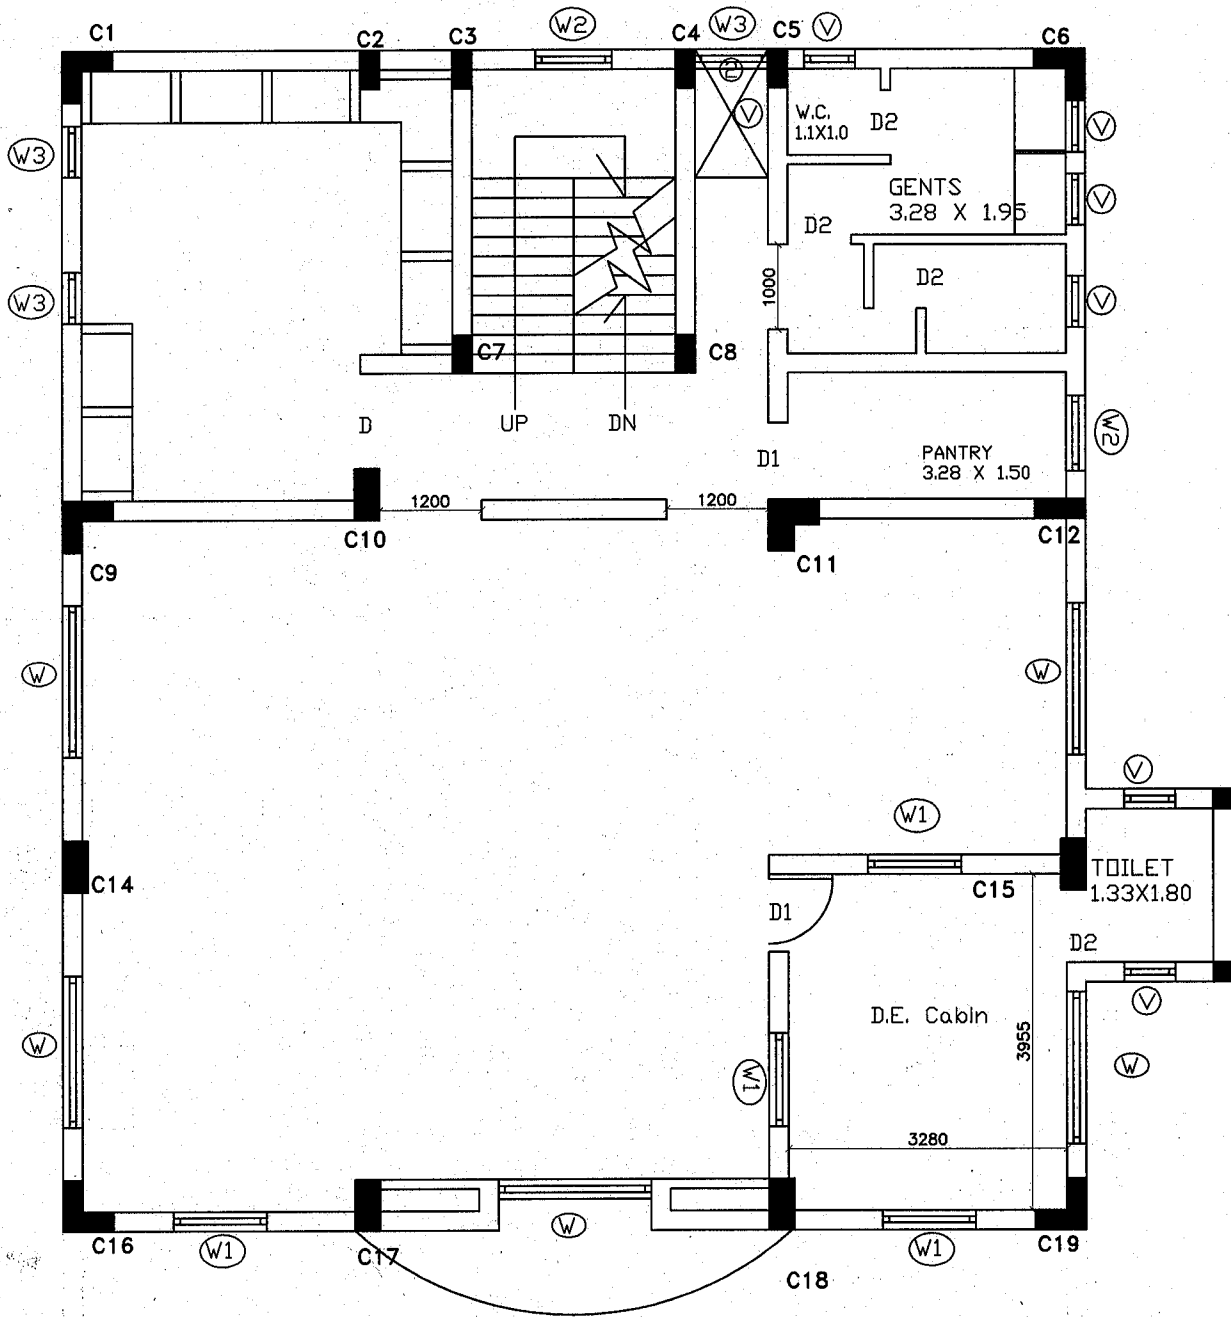 C1
C2
C3
W2
C4
W3
C5
V
C6
2
V
W.C.
1.1X1.0
D2
V
W3
GENTS
3.28 X 1.95
V
D2
D2
1000
V
W3
C7
C8
D
UP
DN
D1
PANTRY
3.28 X 1.50
W2
1200
1200
C10
C12
C11
C9
W
W
V
W1
TOILET
1.33X1.80
C14
C15
D1
D2
D.E. Cabin
V
3955
W
W
W1
3280
W
C16
W1
C17
W1
C19
C18